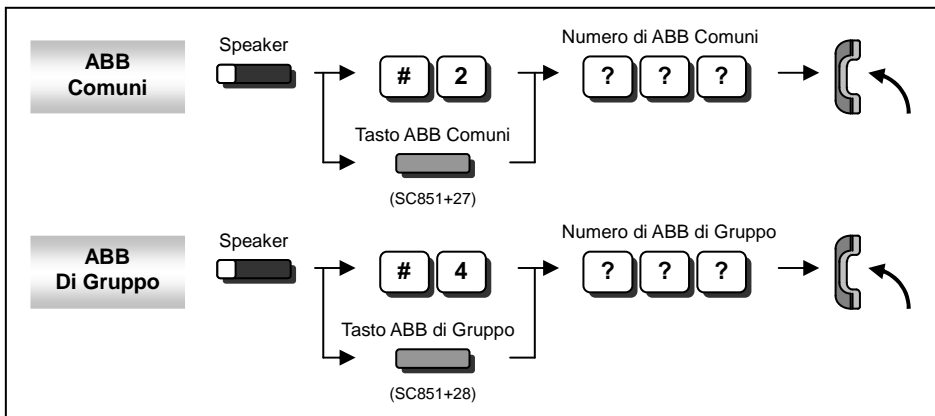 ABB
Comuni
Speaker
# 2
Tasto ABB Comuni
(SC851+27)
Numero di ABB Comuni
? ? ?
ABB
Di Gruppo
Speaker
# 4
Tasto ABB di Gruppo
(SC851+28)
Numero di ABB di Gruppo
? ? ?